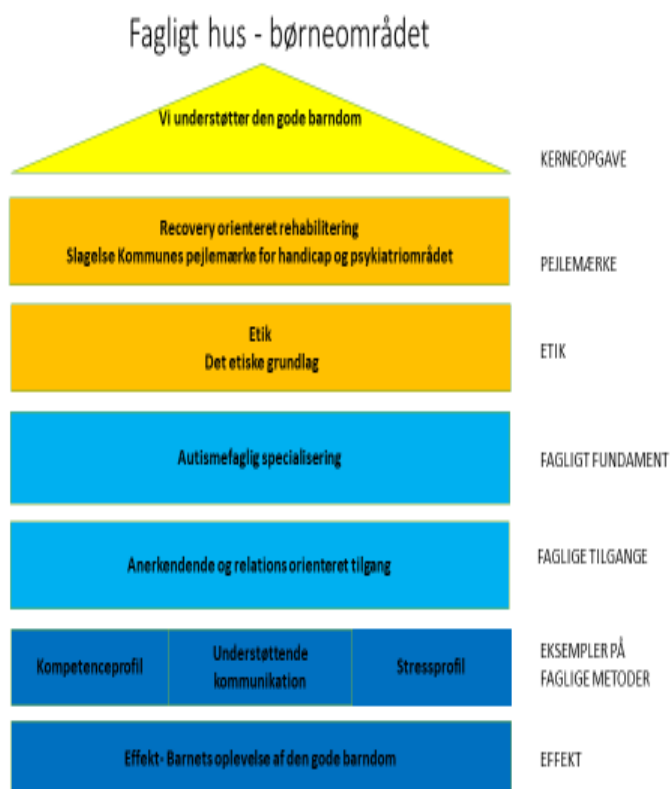 Fagligt hus - børneområdet
Vi understøtter den gode barndom
KERNEOPGAVE
Recovery orienteret rehabilitering
Slagelse Kommunes pejlemærke for handicap og psykiatriområdet
PEJLEMÆRKE
Etik
Det etiske grundlag
ETIK
Autismefaglig specialisering
FAGLIGT FUNDAMENT
Anerkendende og relations orienteret tilgang
FAGLIGE TILGANGE
Kompetenceprofil
Understøttende
kommunikation
Stressprofil
EKSEMPLER PÅ
FAGLIGE METODER
Effekt- Barnets oplevelse af den gode barndom
EFFEKT